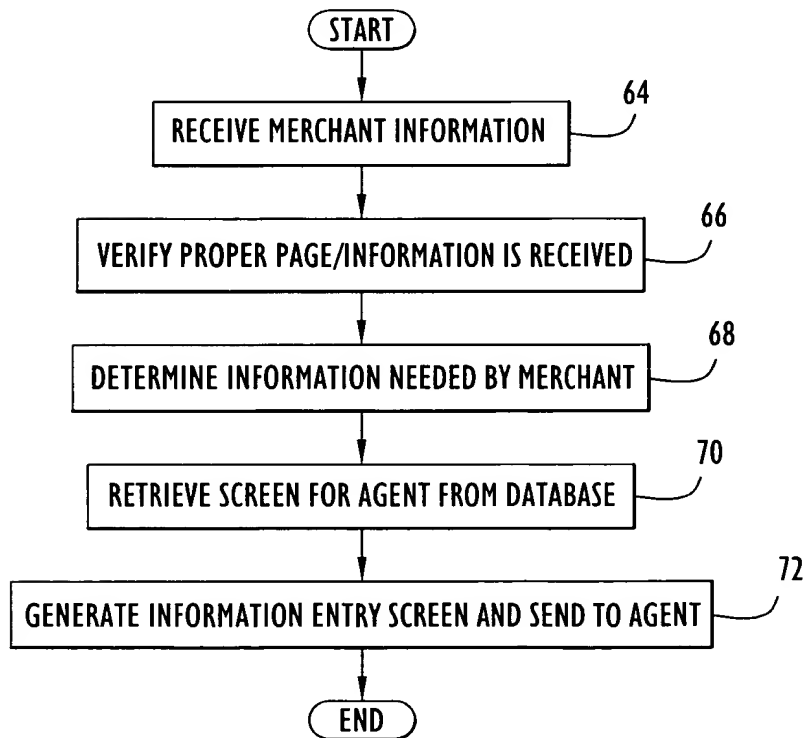 START
64
RECEIVE MERCHANT INFORMATION
66
VERIFY PROPER PAGE/INFORMATION IS RECEIVED
68
DETERMINE INFORMATION NEEDED BY MERCHANT
70
RETRIEVE SCREEN FOR AGENT FROM DATABASE
72
GENERATE INFORMATION ENTRY SCREEN AND SEND TO AGENT
END